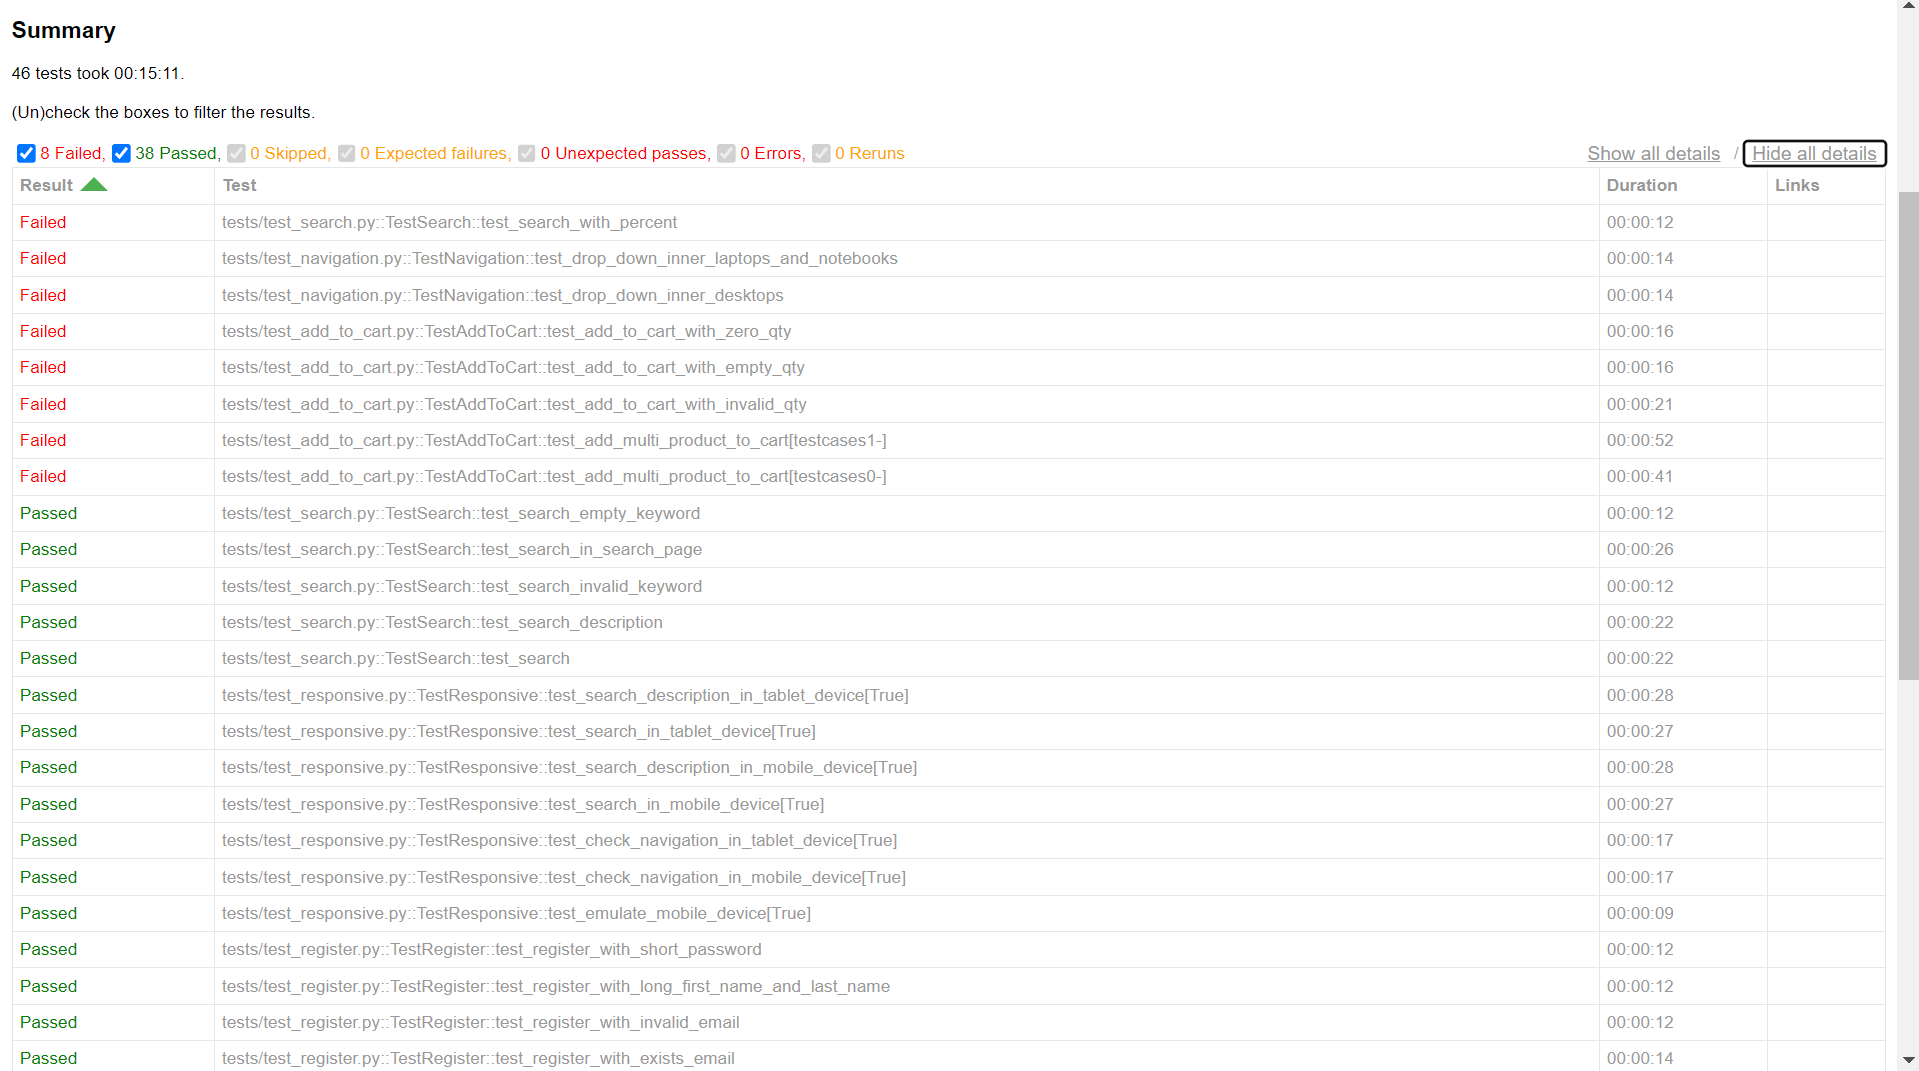 Summary
46 tests took 00:15:11.
(Un)check the boxes to filter the results.
8 Failed, 38 Passed, 0 Skipped, 0 Expected failures, 0 Unexpected passes, 0 Errors, 0 Reruns Show all details / Hide all details
Result Test Duration Links
Failed tests/test_search.py::TestSearch::test_search_with_percent 00:00:12
Failed tests/test_navigation.py::TestNavigation::test_drop_down_inner_laptops_and_notebooks 00:00:14
Failed tests/test_navigation.py::TestNavigation::test_drop_down_inner_desktops 00:00:14
Failed tests/test_add_to_cart.py::TestAddToCart::test_add_to_cart_with_zero_qty 00:00:16
Failed tests/test_add_to_cart.py::TestAddToCart::test_add_to_cart_with_empty_qty 00:00:16
Failed tests/test_add_to_cart.py::TestAddToCart::test_add_to_cart_with_invalid_qty 00:00:21
Failed tests/test_add_to_cart.py::TestAddToCart::test_add_multi_product_to_cart[testcases1-] 00:00:52
Failed tests/test_add_to_cart.py::TestAddToCart::test_add_multi_product_to_cart[testcases0-] 00:00:41
Passed tests/test_search.py::TestSearch::test_search_empty_keyword 00:00:12
Passed tests/test_search.py::TestSearch::test_search_in_search_page 00:00:26
Passed tests/test_search.py::TestSearch::test_search_invalid_keyword 00:00:12
Passed tests/test_search.py::TestSearch::test_search_description 00:00:22
Passed tests/test_search.py::TestSearch::test_search 00:00:22
Passed tests/test_responsive.py::TestResponsive::test_search_description_in_tablet_device[True] 00:00:28
Passed tests/test_responsive.py::TestResponsive::test_search_in_tablet_device[True] 00:00:27
Passed tests/test_responsive.py::TestResponsive::test_search_description_in_mobile_device[True] 00:00:28
Passed tests/test_responsive.py::TestResponsive::test_search_in_mobile_device[True] 00:00:27
Passed tests/test_responsive.py::TestResponsive::test_check_navigation_in_tablet_device[True] 00:00:17
Passed tests/test_responsive.py::TestResponsive::test_check_navigation_in_mobile_device[True] 00:00:17
Passed tests/test_responsive.py::TestResponsive::test_emulate_mobile_device[True] 00:00:09
Passed tests/test_register.py::TestRegister::test_register_with_short_password 00:00:12
Passed tests/test_register.py::TestRegister::test_register_with_long_first_name_and_last_name 00:00:12
Passed tests/test_register.py::TestRegister::test_register_with_invalid_email 00:00:12
Passed tests/test_register.py::TestRegister::test_register_with_exists_email 00:00:14